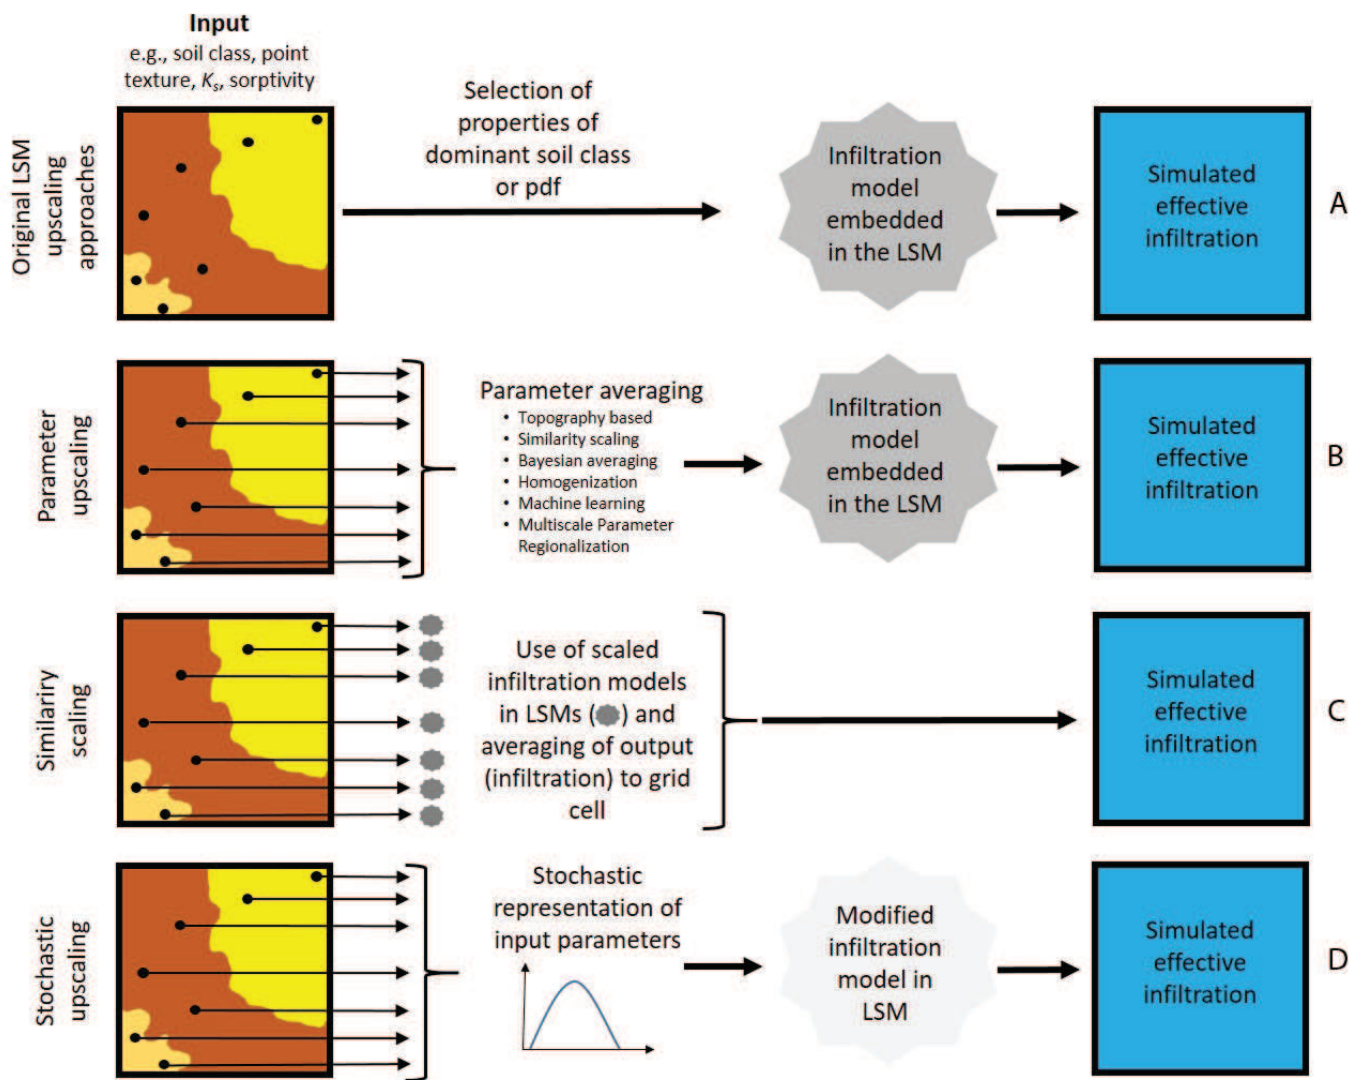 Input
e.g., soil class, point
texture, Ks, sorptivity
Original LSM
upscaling
approaches
Selection of
properties of
dominant soil class
or pdf
Infiltration
model
embedded
in the LSM
Simulated
effective
infiltration
A
Parameter
upscaling
Parameter averaging
• Topography based
• Similarity scaling
• Bayesian averaging
• Homogenization
• Machine learning
• Multiscale Parameter
Regionalization
Infiltration
model
embedded
in the LSM
Simulated
effective
infiltration
B
Similariry
scaling
Use of scaled
infiltration models
in LSMs ( ) and
averaging of output
(infiltration) to grid
cell
Simulated
effective
infiltration
C
Stochastic
upscaling
Stochastic
representation of
input parameters
Modified
infiltration
model in
LSM
Simulated
effective
infiltration
D